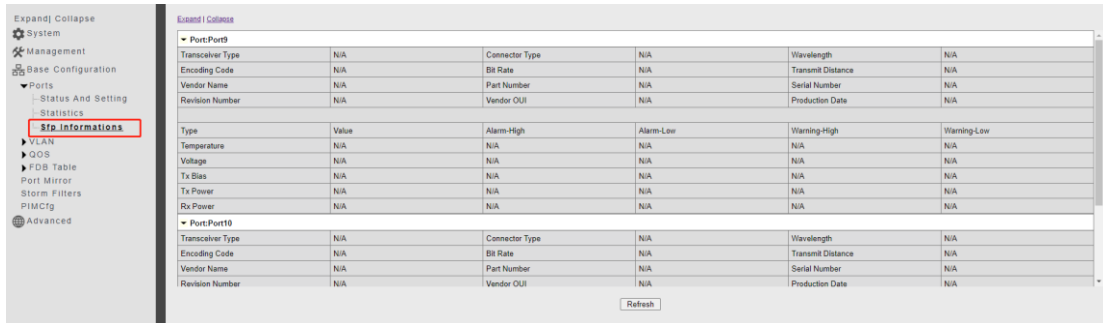 Expand| Collapse
System
Management
Base Configuration
Ports
Status And Setting
Statistics
Sfp Informations
VLAN
QOS
FDB Table
Port Mirror
Storm Filters
PIMCfg
Advanced
Expand | Collapse
Port:Port9
Transceiver Type N/A Connector Type N/A Wavelength N/A
Encoding Code N/A Bit Rate N/A Transmit Distance N/A
Vendor Name N/A Part Number N/A Serial Number N/A
Revision Number N/A Vendor OUI N/A Production Date N/A
Type Value Alarm-High Alarm-Low Warning-High Warning-Low
Temperature N/A N/A N/A N/A N/A
Voltage N/A N/A N/A N/A N/A
Tx Bias N/A N/A N/A N/A N/A
Tx Power N/A N/A N/A N/A N/A
Rx Power N/A N/A N/A N/A N/A
Port:Port10
Transceiver Type N/A Connector Type N/A Wavelength N/A
Encoding Code N/A Bit Rate N/A Transmit Distance N/A
Vendor Name N/A Part Number N/A Serial Number N/A
Revision Number N/A Vendor OUI N/A Production Date N/A
Refresh